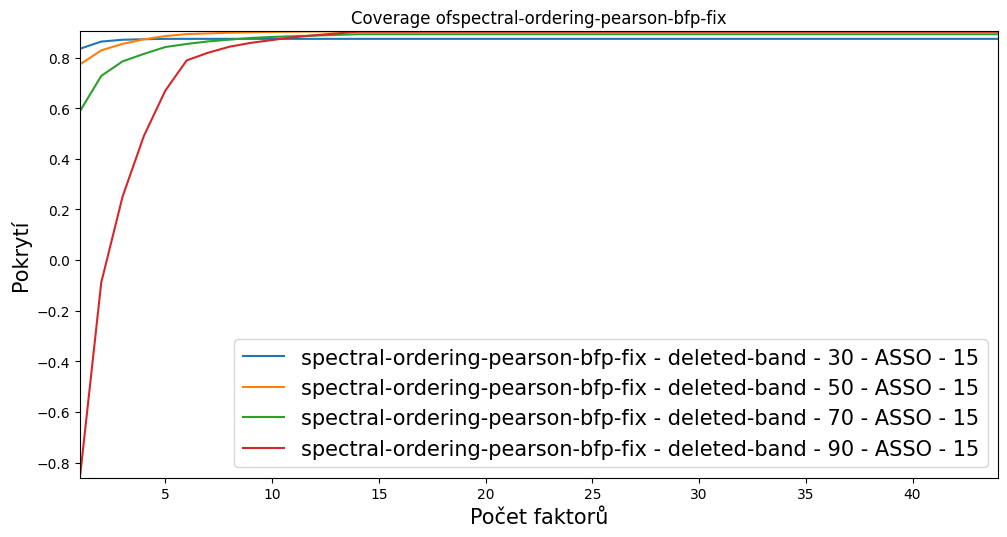 Coverage ofspectral-ordering-pearson-bfp-fix
0.8
0.6
0.4
0.2
0.0
−0.2
−0.4
−0.6
−0.8
Pokrytí
spectral-ordering-pearson-bfp-fix - deleted-band - 30 - ASSO - 15
spectral-ordering-pearson-bfp-fix - deleted-band - 50 - ASSO - 15
spectral-ordering-pearson-bfp-fix - deleted-band - 70 - ASSO - 15
spectral-ordering-pearson-bfp-fix - deleted-band - 90 - ASSO - 15
5 10 15 20 25 30 35 40
Počet faktorů